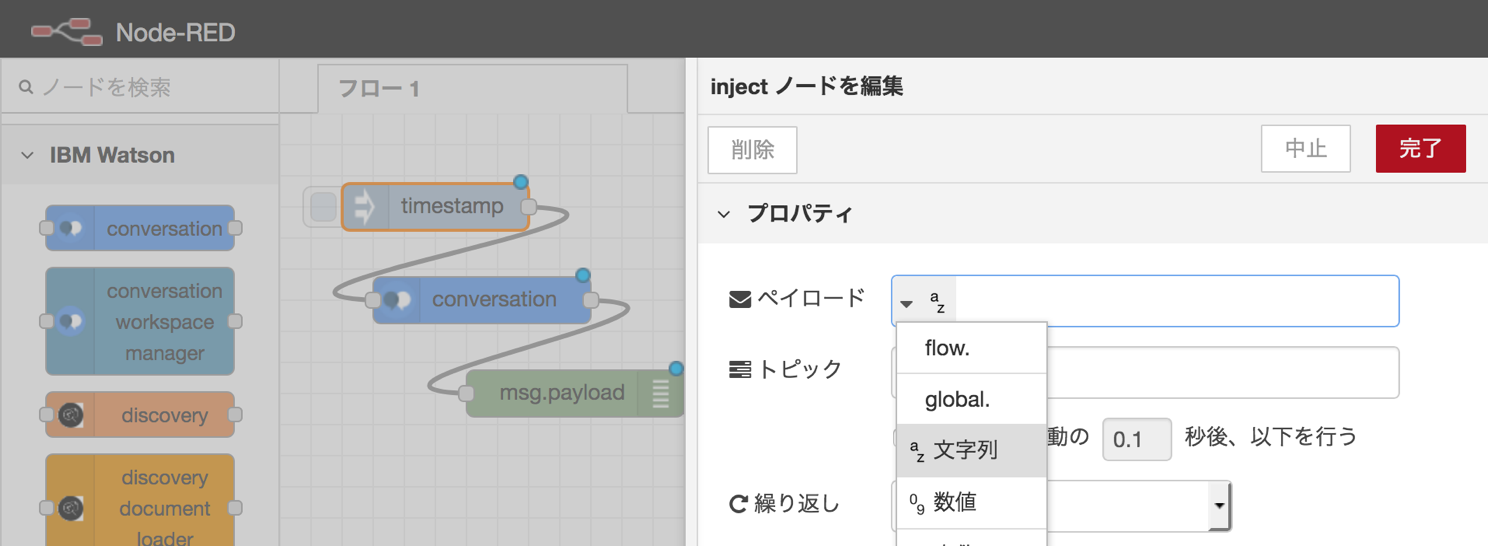 Node-RED
ノードを検索
IBM Watson
conversation
conversation
workspace
manager
discovery
discovery
document
loader
フロー 1
timestamp
conversation
msg.payload
inject ノードを編集
削除
中止
完了
プロパティ
ペイロード
az
flow.
global.
az 文字列
09 数値
トピック
動の 0.1 秒後、以下を行う
繰り返し